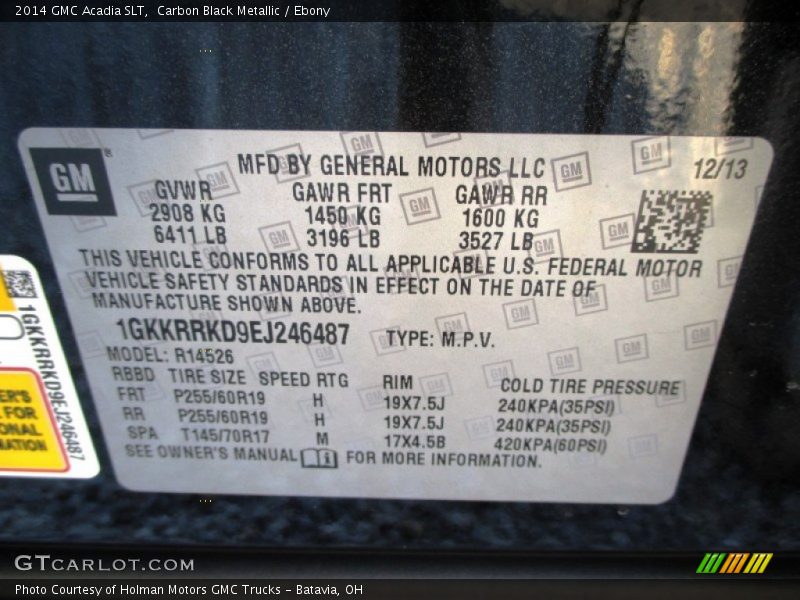 2014 GMC Acadia SLT,  Carbon Black Metallic / Ebony
GM
MFD BY GENERAL MOTORS LLC
12/13
GVWR GAWR FRT GAWR RR
2908 KG 1450 KG 1600 KG
6411 LB 3196 LB 3527 LB
THIS VEHICLE CONFORMS TO ALL APPLICABLE U.S. FEDERAL MOTOR
VEHICLE SAFETY STANDARDS IN EFFECT ON THE DATE OF
MANUFACTURE SHOWN ABOVE.
1GKKRRKD9EJ246487 TYPE: M.P.V.
MODEL: R14526
RBBD TIRE SIZE SPEED RTG RIM COLD TIRE PRESSURE
FRT P255/60R19 H 19X7.5J 240KPA(35PSI)
RR P255/60R19 H 19X7.5J 240KPA(35PSI)
SPA T145/70R17 M 17X4.5B 420KPA(60PSI)
SEE OWNER'S MANUAL i FOR MORE INFORMATION.
1GKKRRKD9EJ246487
ER'S
FOR
ONAL
MATION
GTCARLOT.COM
Photo Courtesy of Holman Motors GMC Trucks - Batavia, OH